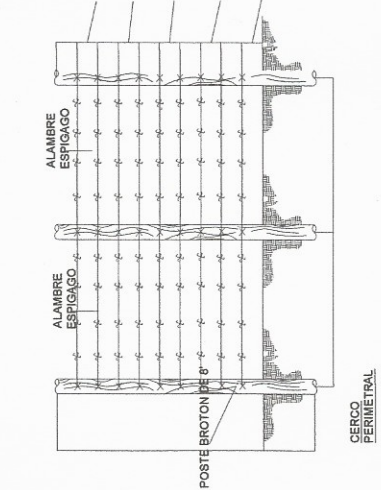 ALAMBRE
ESPIGAGO
ALAMBRE
ESPIGAGO
POSTE BROTON DE 8'
CERCO
PERIMETRAL